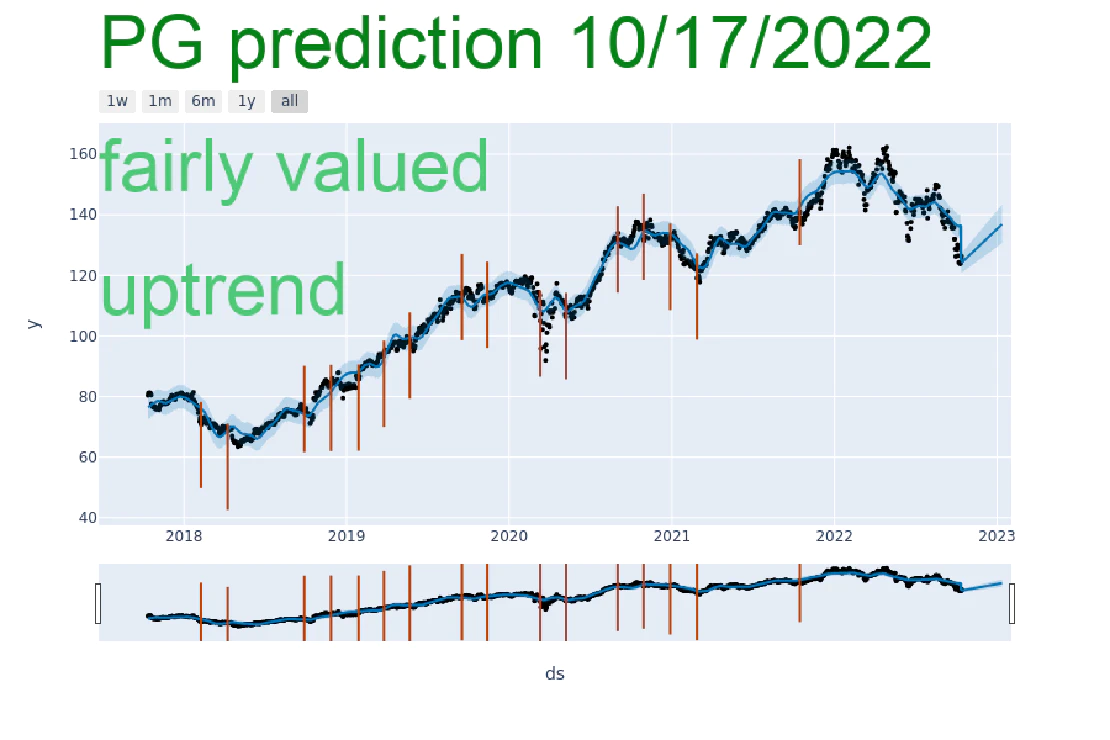 PG prediction 10/17/2022
1w 1m 6m 1y all
fairly valued
uptrend
160
140
120
100
80
60
40
y
2018 2019 2020 2021 2022 2023
ds